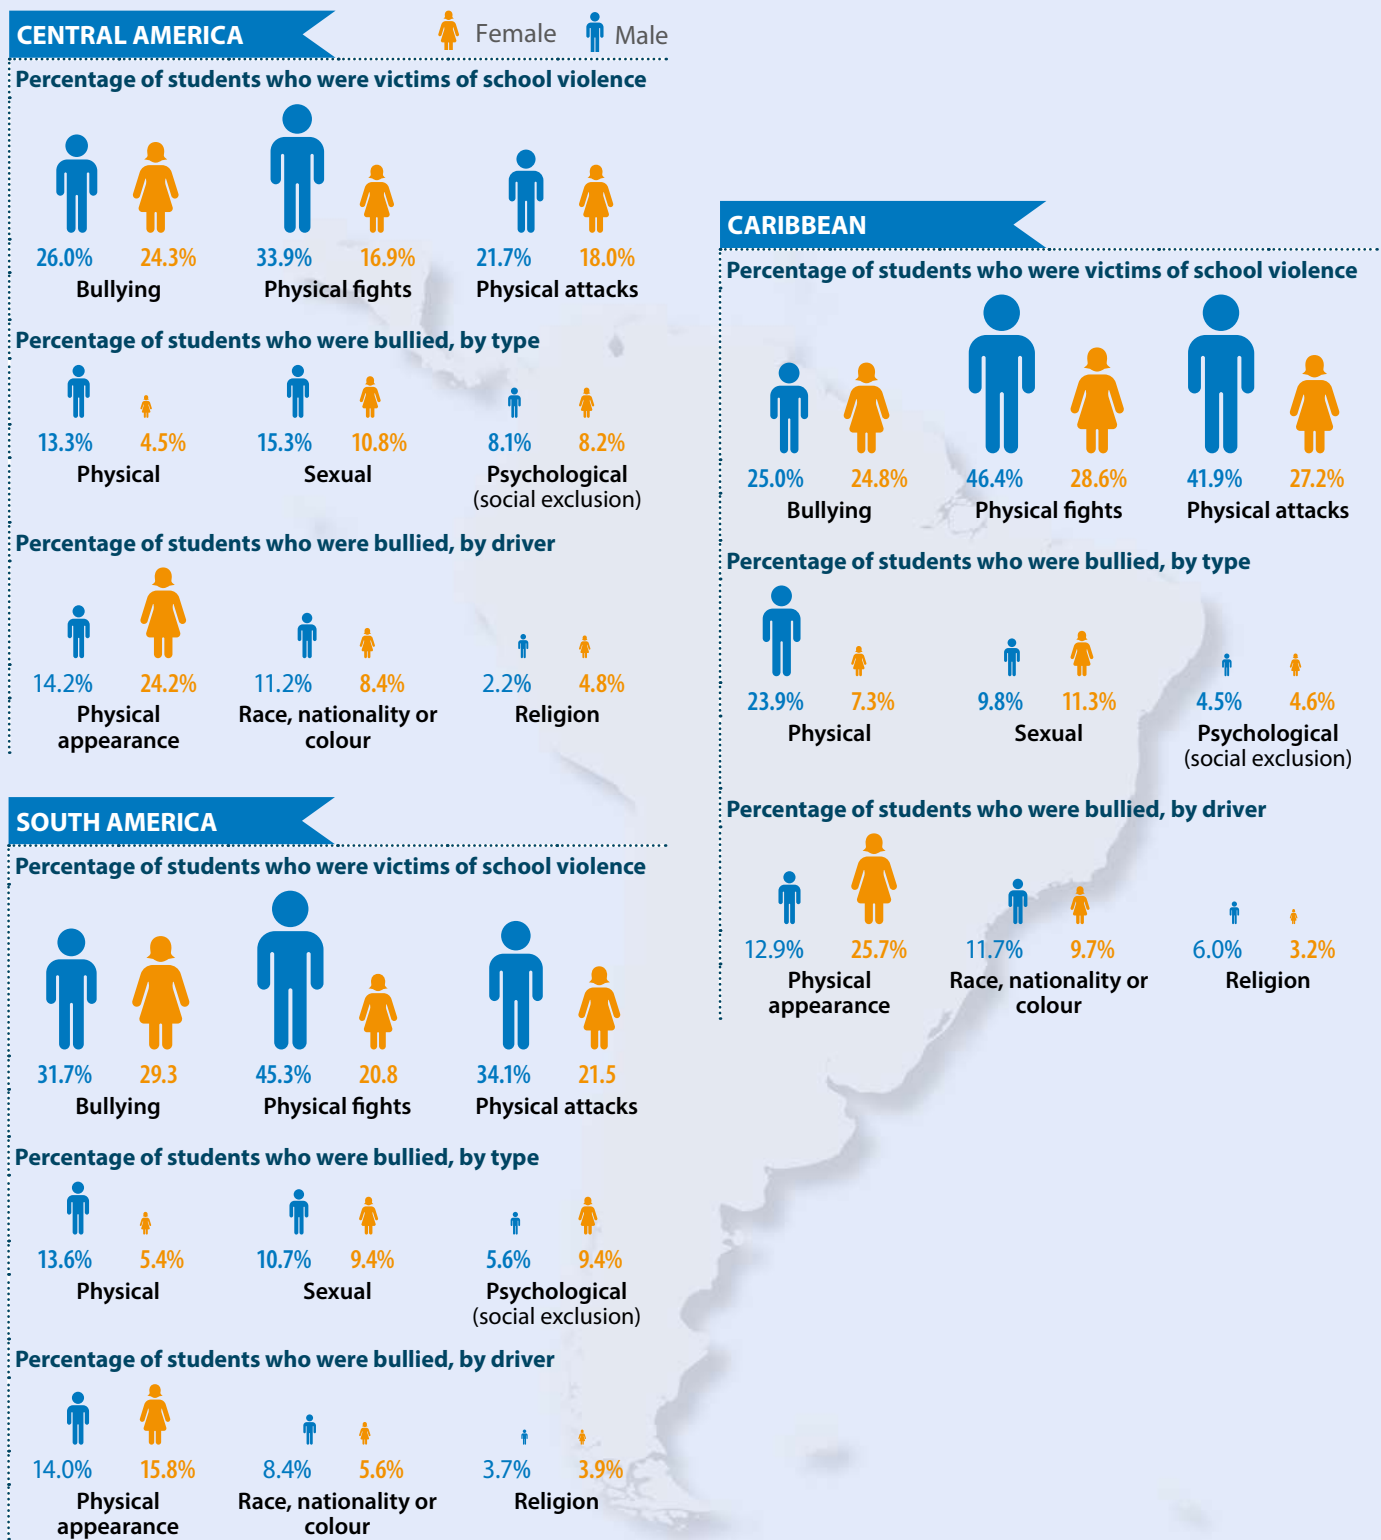 CENTRAL AMERICA
Female Male
Percentage of students who were victims of school violence
26.0% 24.3% 33.9% 16.9% 21.7% 18.0%
Bullying Physical fights Physical attacks
Percentage of students who were bullied, by type
13.3% 4.5% 15.3% 10.8% 8.1% 8.2%
Physical Sexual Psychological
(social exclusion)
Percentage of students who were bullied, by driver
14.2% 24.2% 11.2% 8.4% 2.2% 4.8%
Physical Race, nationality or Religion
appearance colour
SOUTH AMERICA
Percentage of students who were victims of school violence
31.7% 29.3 45.3% 20.8 34.1% 21.5
Bullying Physical fights Physical attacks
Percentage of students who were bullied, by type
13.6% 5.4% 10.7% 9.4% 5.6% 9.4%
Physical Sexual Psychological
(social exclusion)
Percentage of students who were bullied, by driver
14.0% 15.8% 8.4% 5.6% 3.7% 3.9%
Physical Race, nationality or Religion
appearance colour
CARIBBEAN
Percentage of students who were victims of school violence
25.0% 24.8% 46.4% 28.6% 41.9% 27.2%
Bullying Physical fights Physical attacks
Percentage of students who were bullied, by type
23.9% 7.3% 9.8% 11.3% 4.5% 4.6%
Physical Sexual Psychological
(social exclusion)
Percentage of students who were bullied, by driver
12.9% 25.7% 11.7% 9.7% 6.0% 3.2%
Physical Race, nationality or Religion
appearance colour